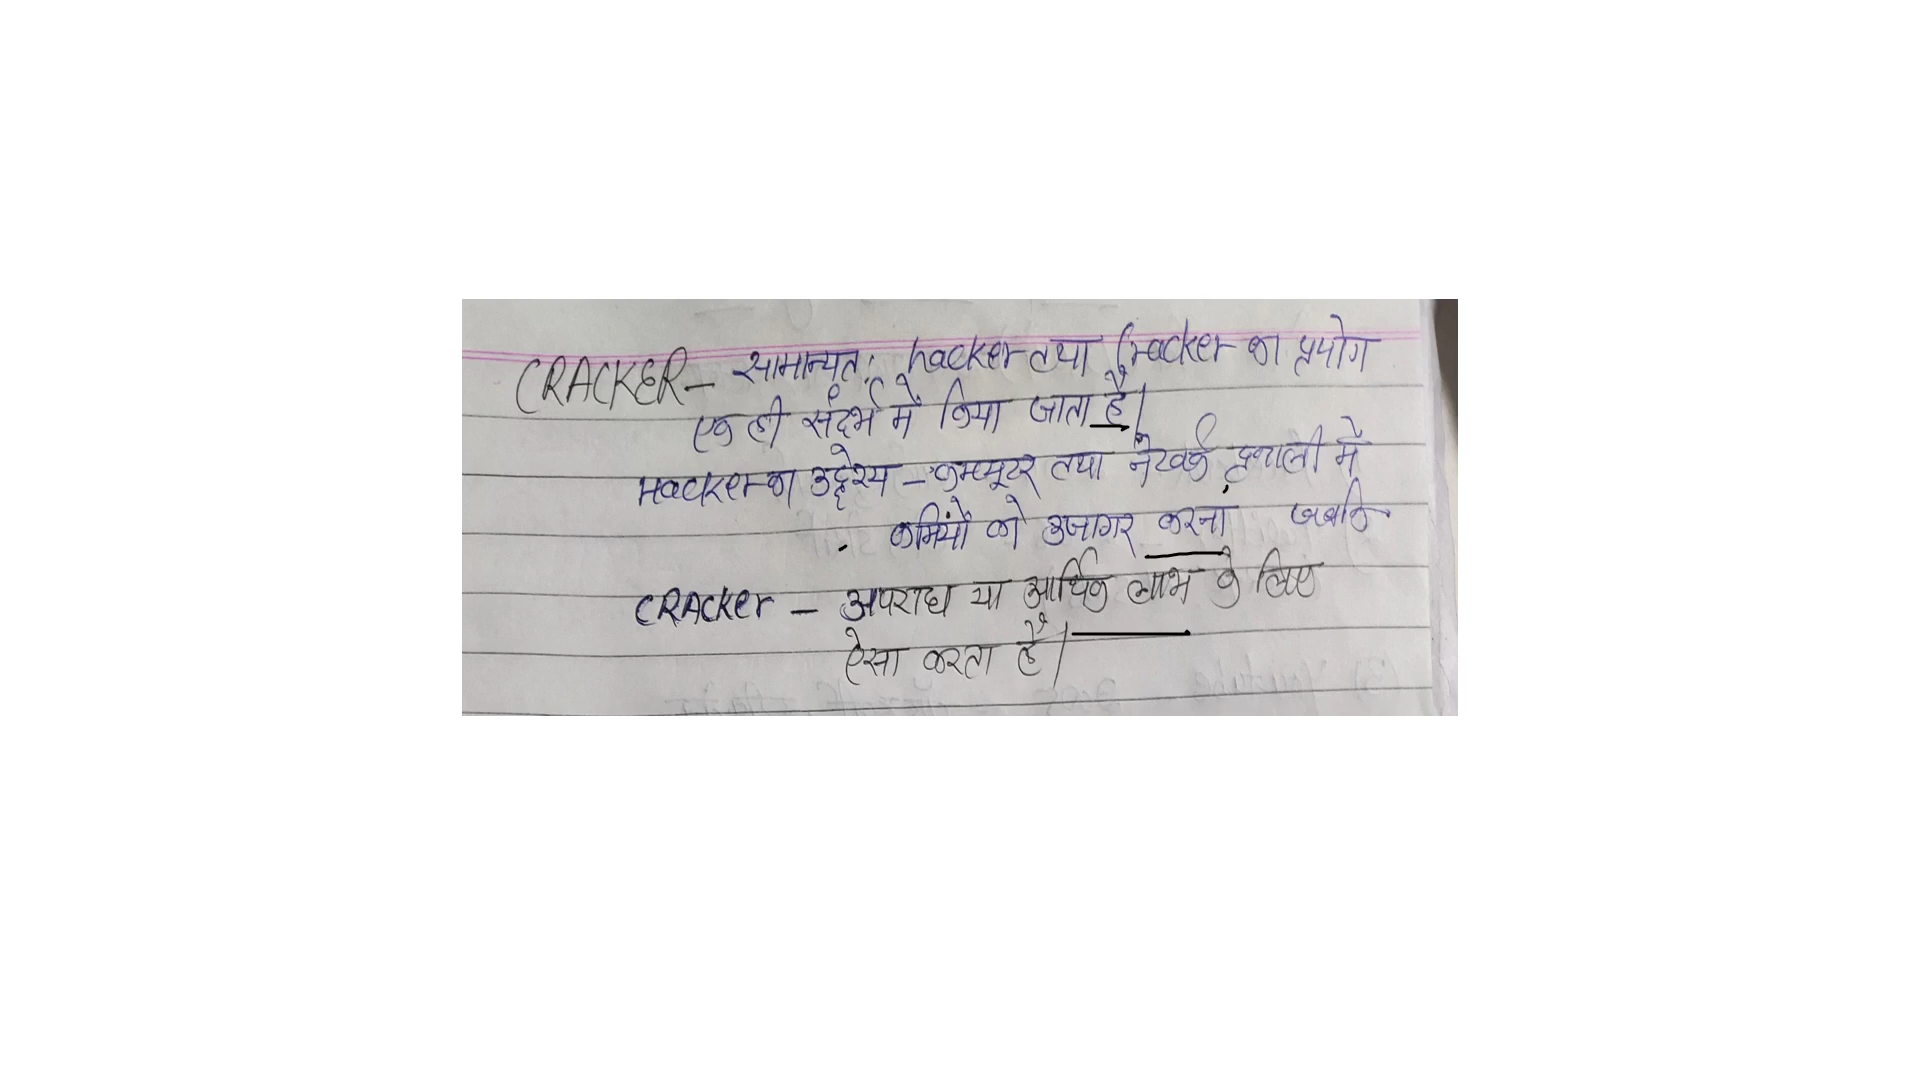 CRACKER- सामान्यत: hacker तथा Cracker का प्रयोग
एक ही संदर्भ में किया जाता है।
Hacker का उद्देश्य - कम्प्यूटर तथा नेटवर्क प्रणाली में
कमियों को उजागर करना जबकि
CRACKer - अपराध या आर्थिक लाभ के लिए
ऐसा करता है।